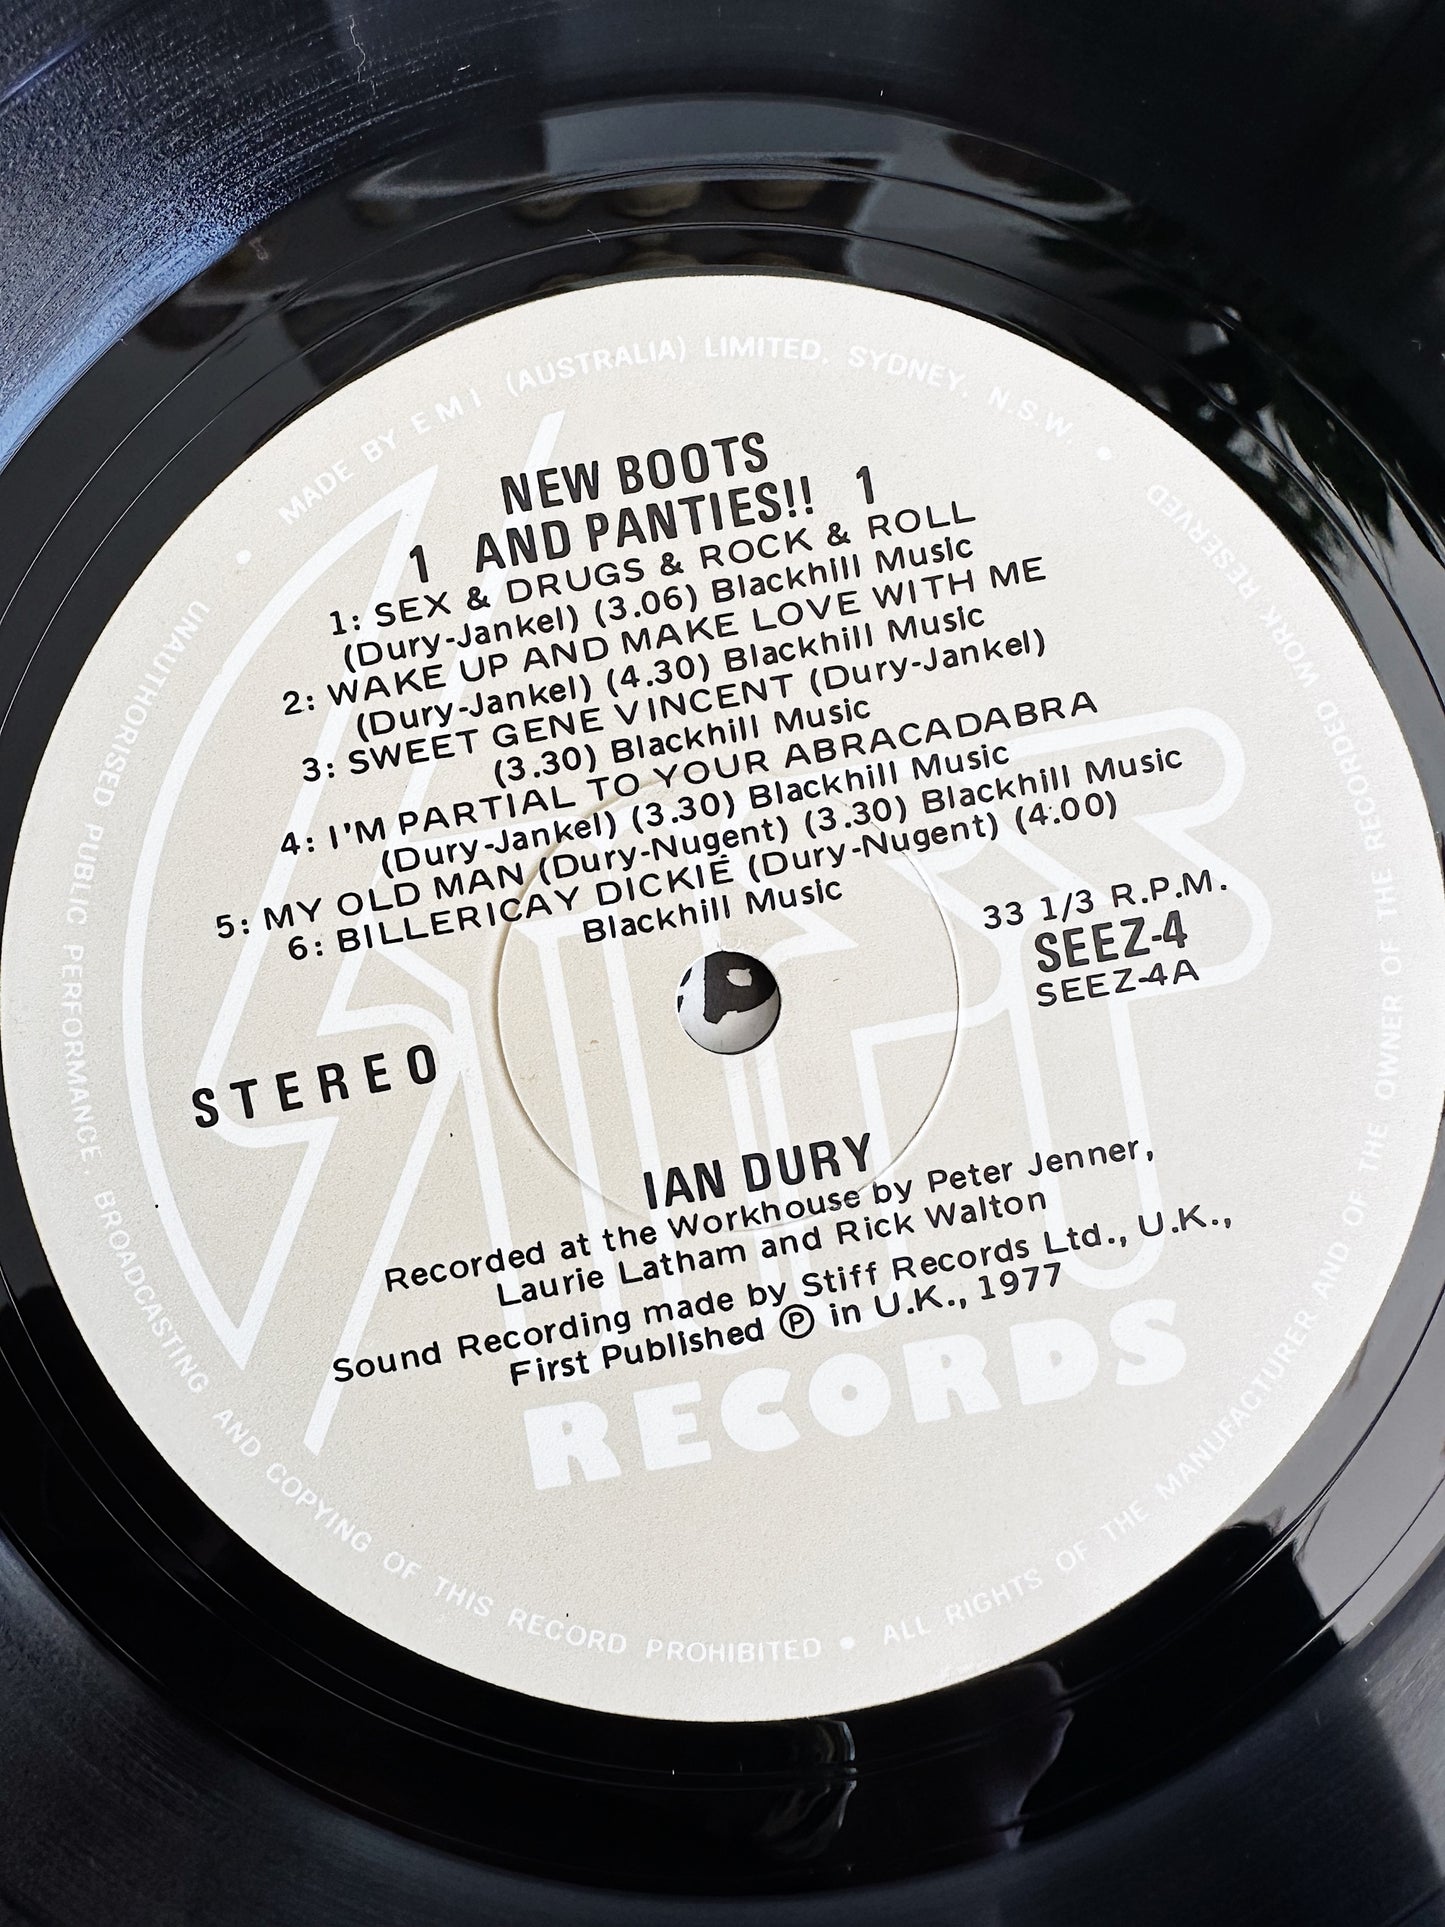 MADE BY E M I (AUSTRALIA) LIMITED, SYDNEY, N.S.W. •
NEW BOOTS
1 AND PANTIES!! 1
1: SEX & DRUGS & ROCK & ROLL
(Dury-Jankel) (3.06) Blackhill Music
2: WAKE UP AND MAKE LOVE WITH ME
(Dury-Jankel) (4.30) Blackhill Music
3: SWEET GENE VINCENT (Dury-Jankel)
(3.30) Blackhill Music
4: I'M PARTIAL TO YOUR ABRACADABRA
(Dury-Jankel) (3.30) Blackhill Music
5: MY OLD MAN (Dury-Nugent) (3.30) Blackhill Music
6: BILLERICAY DICKIE (Dury-Nugent) (4:00)
Blackhill Music
33 1/3 R.P.M.
SEEZ-4
SEEZ-4A
STEREO
STIFF
RECORDS
IAN DURY
Recorded at the Workhouse by Peter Jenner,
Laurie Latham and Rick Walton
Sound Recording made by Stiff Records Ltd., U.K.,
First Published ℗ in U.K., 1977
• UNAUTHORISED PUBLIC PERFORMANCE, BROADCASTING AND COPYING OF THIS RECORD PROHIBITED • ALL RIGHTS OF THE MANUFACTURER AND OF THE OWNER OF THE RECORDED WORK RESERVED